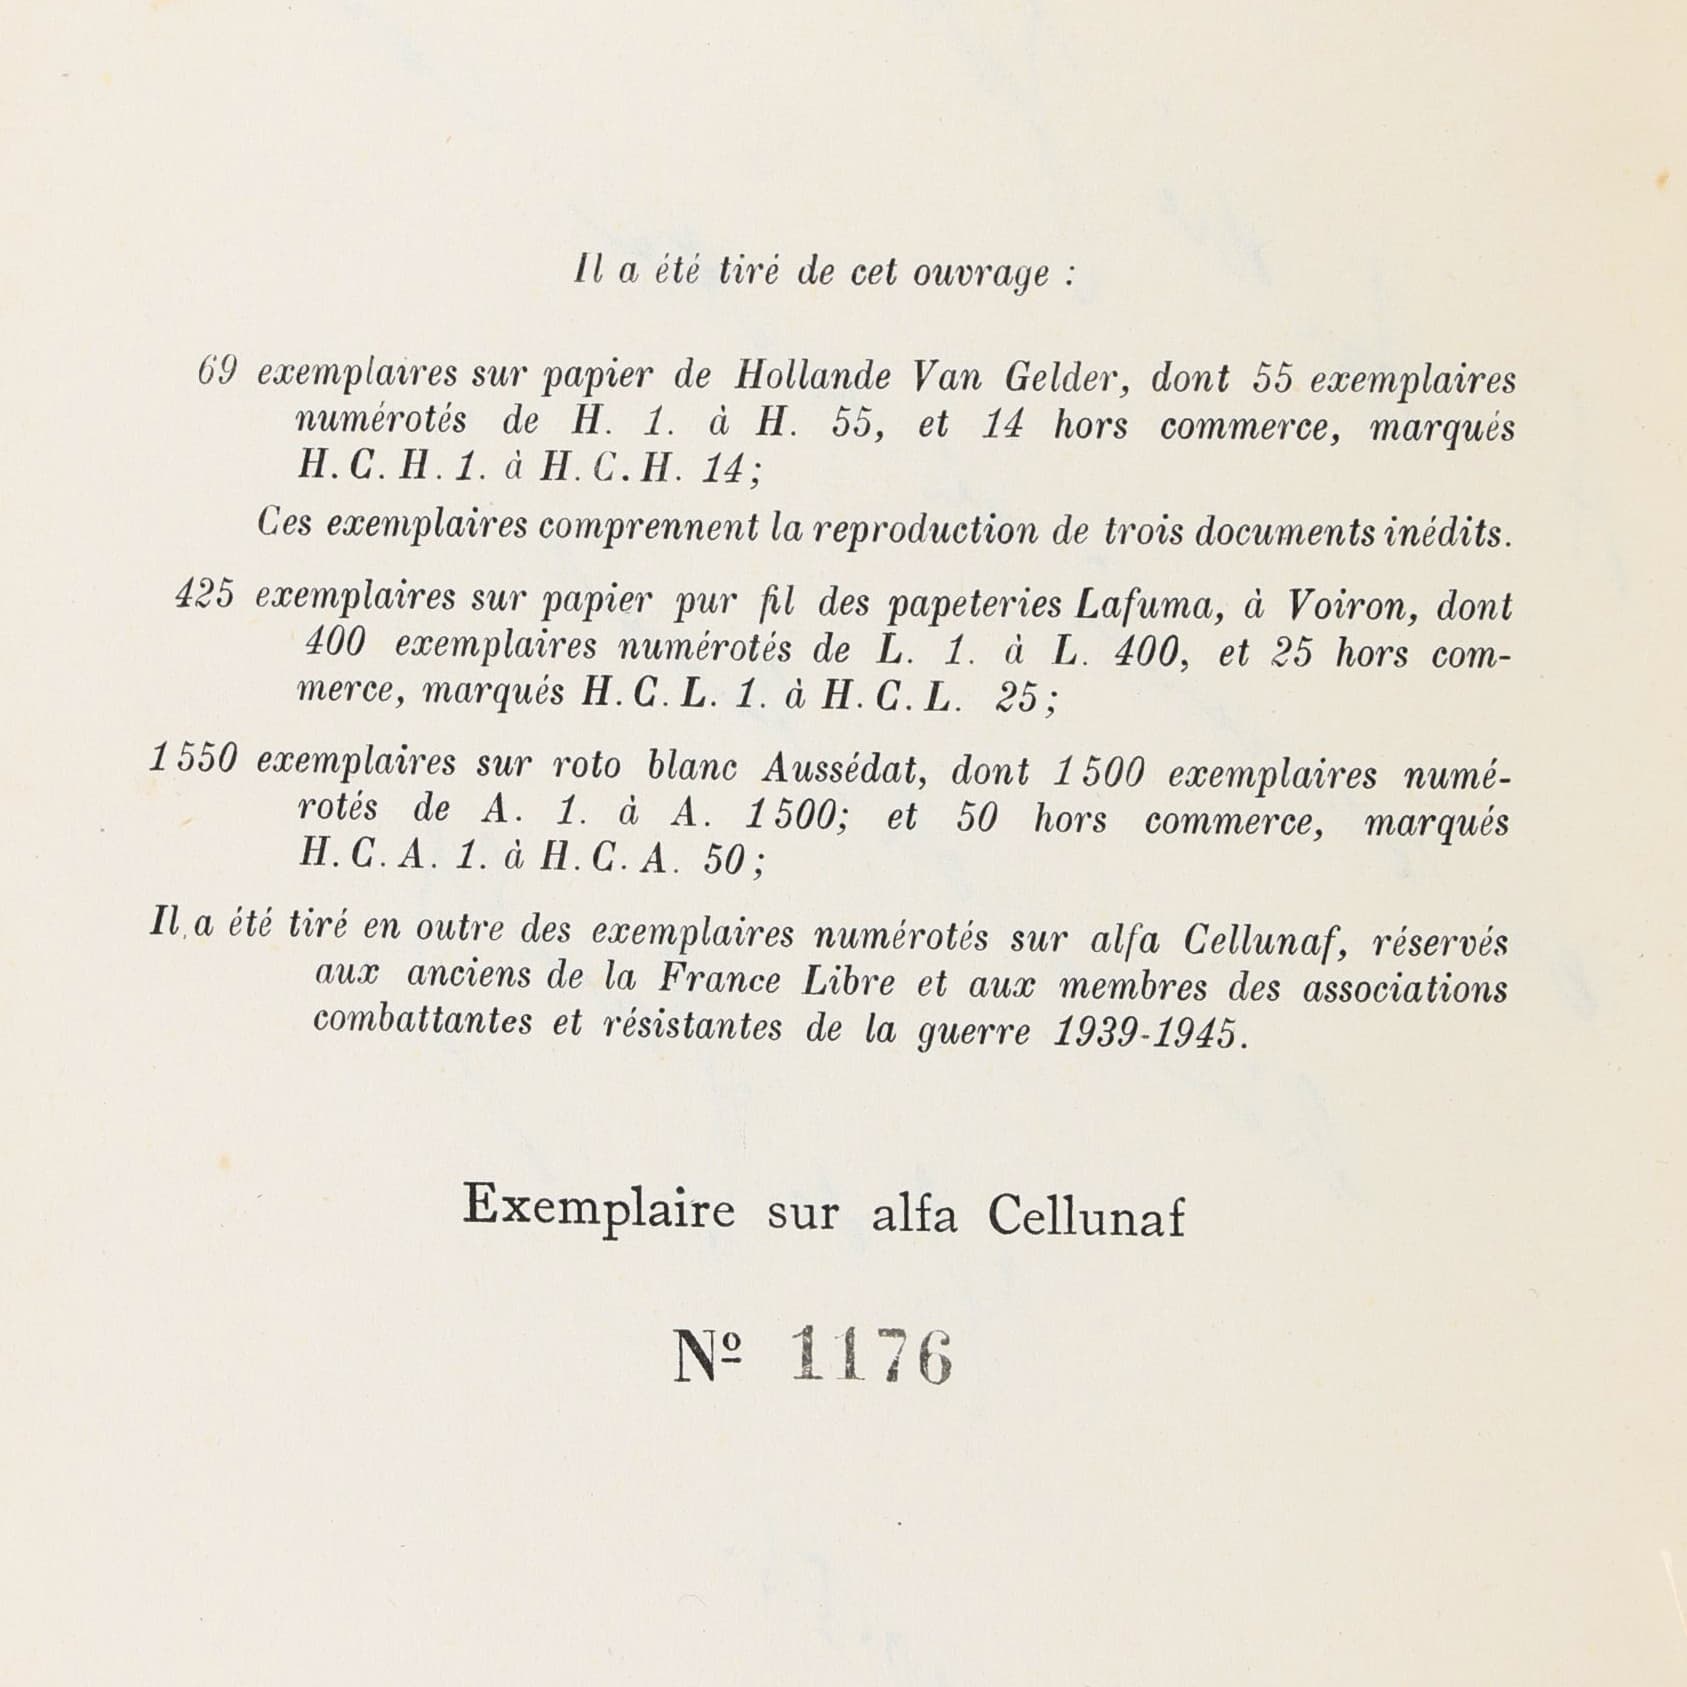 Il a été tiré de cet ouvrage :
69 exemplaires sur papier de Hollande Van Gelder, dont 55 exemplaires
numérotés de H. 1. à H. 55, et 14 hors commerce, marqués
H. C. H. 1. à H. C. H. 14;
Ces exemplaires comprennent la reproduction de trois documents inédits.
425 exemplaires sur papier pur fil des papeteries Lafuma, à Voiron, dont
400 exemplaires numérotés de L. 1. à L. 400, et 25 hors com-
merce, marqués H. C. L. 1. à H. C. L. 25;
1 550 exemplaires sur roto blanc Aussédat, dont 1 500 exemplaires numé-
rotés de A. 1. à A. 1 500; et 50 hors commerce, marqués
H. C. A. 1. à H. C. A. 50;
Il a été tiré en outre des exemplaires numérotés sur alfa Cellunaf, réservés
aux anciens de la France Libre et aux membres des associations
combattantes et résistantes de la guerre 1939-1945.
Exemplaire sur alfa Cellunaf
Nº 1176